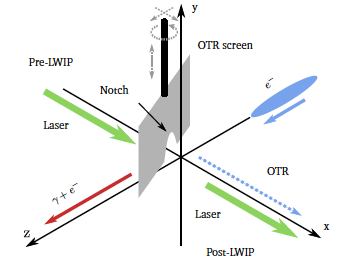 y
Pre-LWIP
OTR screen
Notch
e⁻
Laser
OTR
γ + e⁻
Laser
x
z
Post-LWIP